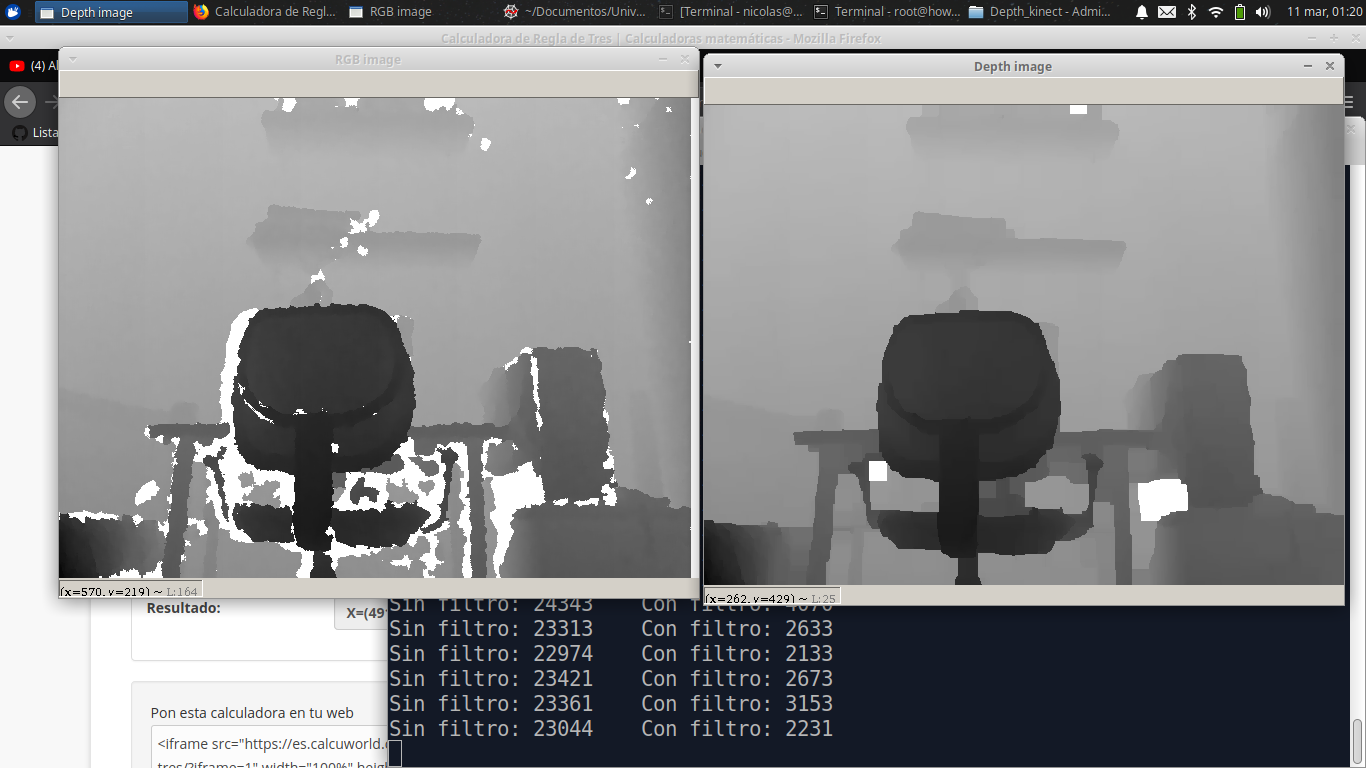 Depth image
Calculadora de Regl...
RGB image
~/Documentos/Univ...
[Terminal - nicolas@...
Terminal - root@how...
Depth_kinect - Admi...
11 mar, 01:20
Calculadora de Regla de Tres | Calculadoras matemáticas - Mozilla Firefox
RGB image
Depth image
(4) Al
Lista
(x=570, y=219) ~ L:164
(x=262, y=429) ~ L:25
Resultado:
X=(49
Sin filtro: 24343 Con filtro: 4070
Sin filtro: 23313 Con filtro: 2633
Sin filtro: 22974 Con filtro: 2133
Sin filtro: 23421 Con filtro: 2673
Sin filtro: 23361 Con filtro: 3153
Sin filtro: 23044 Con filtro: 2231
Pon esta calculadora en tu web
<iframe src="https://es.calcuworld.
tres/?iframe=1" width="100%" heigh